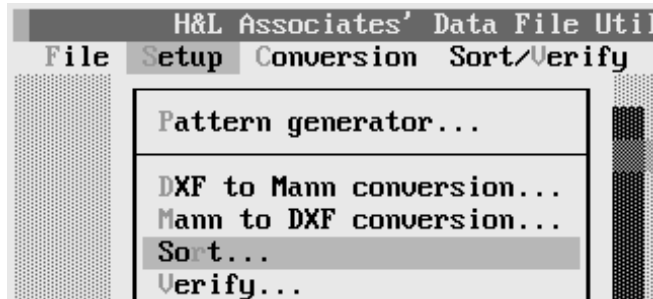 H&L Associates' Data File Util
File Setup Conversion Sort/Verify
Pattern generator...
DXF to Mann conversion...
Mann to DXF conversion...
Sort...
Verify...